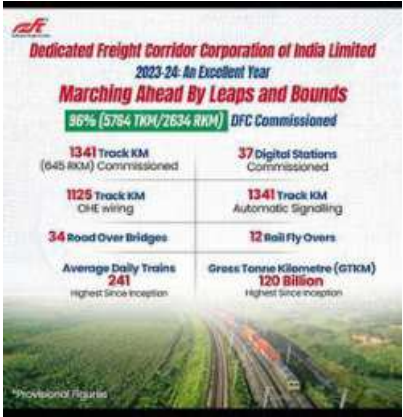 Dedicated Freight Corridor Corporation of India Limited
2023-24: An Excellent Year
Marching Ahead By Leaps and Bounds
96% (5764 TKM/2634 RKM) DFC Commissioned
1341 Track KM
(645 RKM) Commissioned
37 Digital Stations
Commissioned
1125 Track KM
OHE wiring
1341 Track KM
Automatic Signalling
34 Road Over Bridges
12 Rail Fly Overs
Average Daily Trains
241
Highest Since Inception
Gross Tonne Kilometre (GTKM)
120 Billion
Highest Since Inception
*Provisional Figures